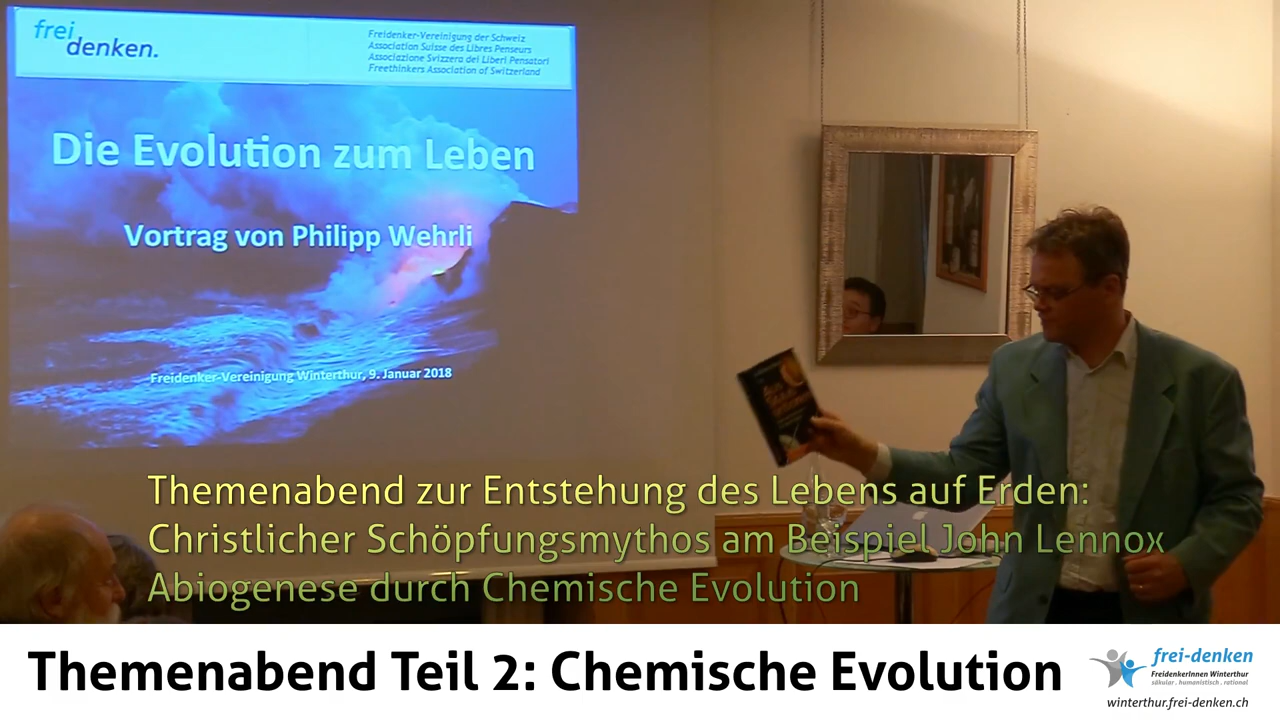 frei
denken.
Freidenker-Vereinigung der Schweiz
Association Suisse des Libres Penseurs
Associazione Svizzera dei Liberi Pensatori
Freethinkers Association of Switzerland
Die Evolution zum Leben
Vortrag von Philipp Wehrli
Freidenker-Vereinigung Winterthur, 9. Januar 2018
Themenabend zur Entstehung des Lebens auf Erden:
Christlicher Schöpfungsmythos am Beispiel John Lennox
Abiogenese durch Chemische Evolution
Themenabend Teil 2: Chemische Evolution
frei-denken
FreidenkerInnen Winterthur
säkular . humanistisch . rational
winterthur.frei-denken.ch